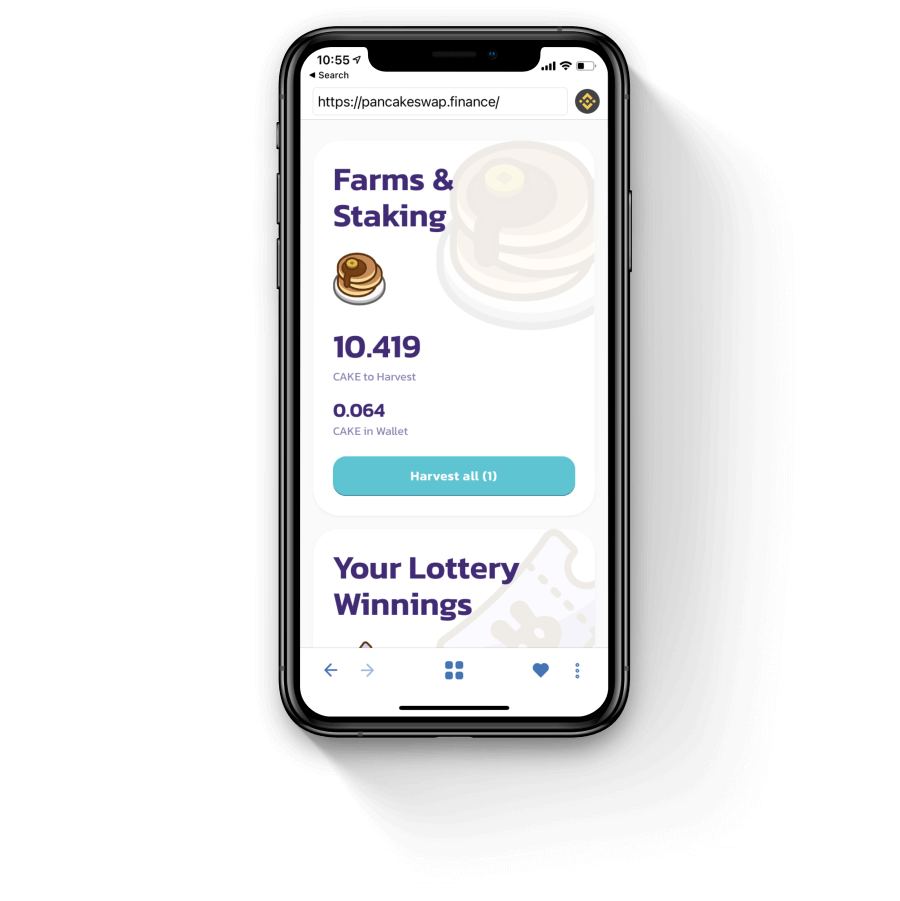 10:55
◀ Search
https://pancakeswap.finance/
Farms &
Staking
10.419
CAKE to Harvest
0.064
CAKE in Wallet
Harvest all (1)
Your Lottery
Winnings